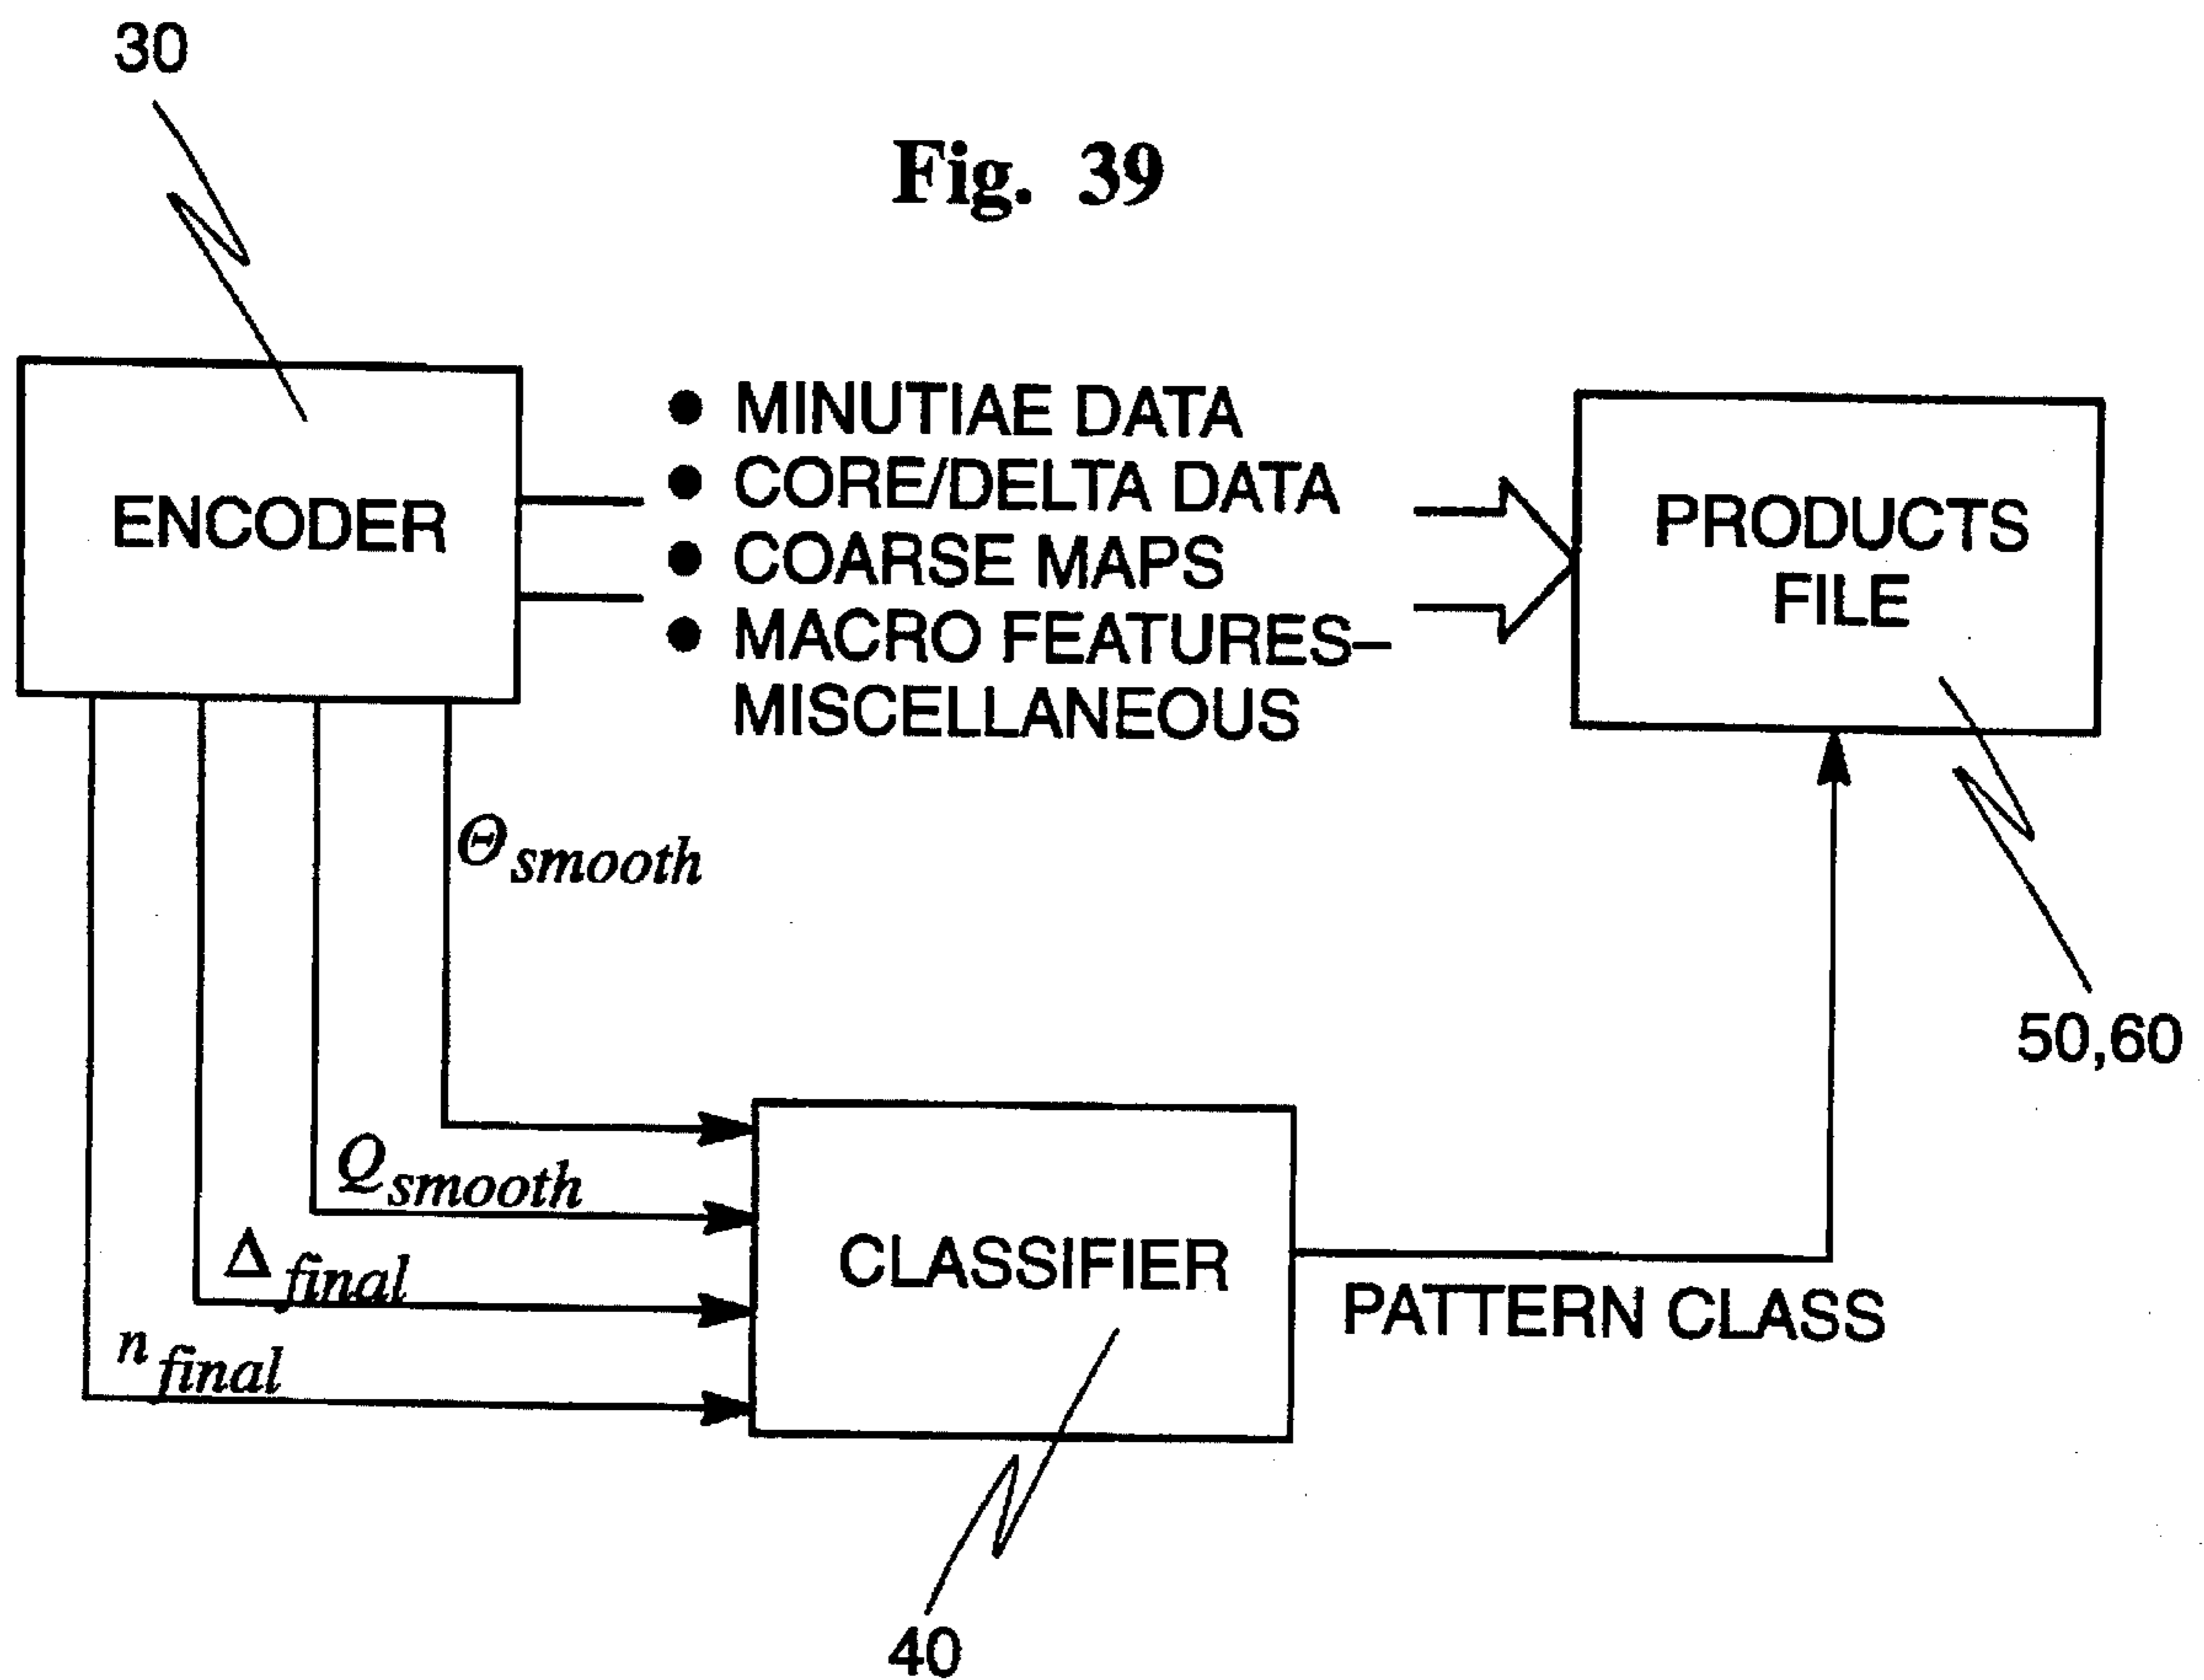 30
Fig. 39
ENCODER
● MINUTIAE DATA
● CORE/DELTA DATA
● COARSE MAPS
● MACRO FEATURES–
MISCELLANEOUS
PRODUCTS
FILE
50,60
Θsmooth
Qsmooth
Δfinal
nfinal
CLASSIFIER
PATTERN CLASS
40